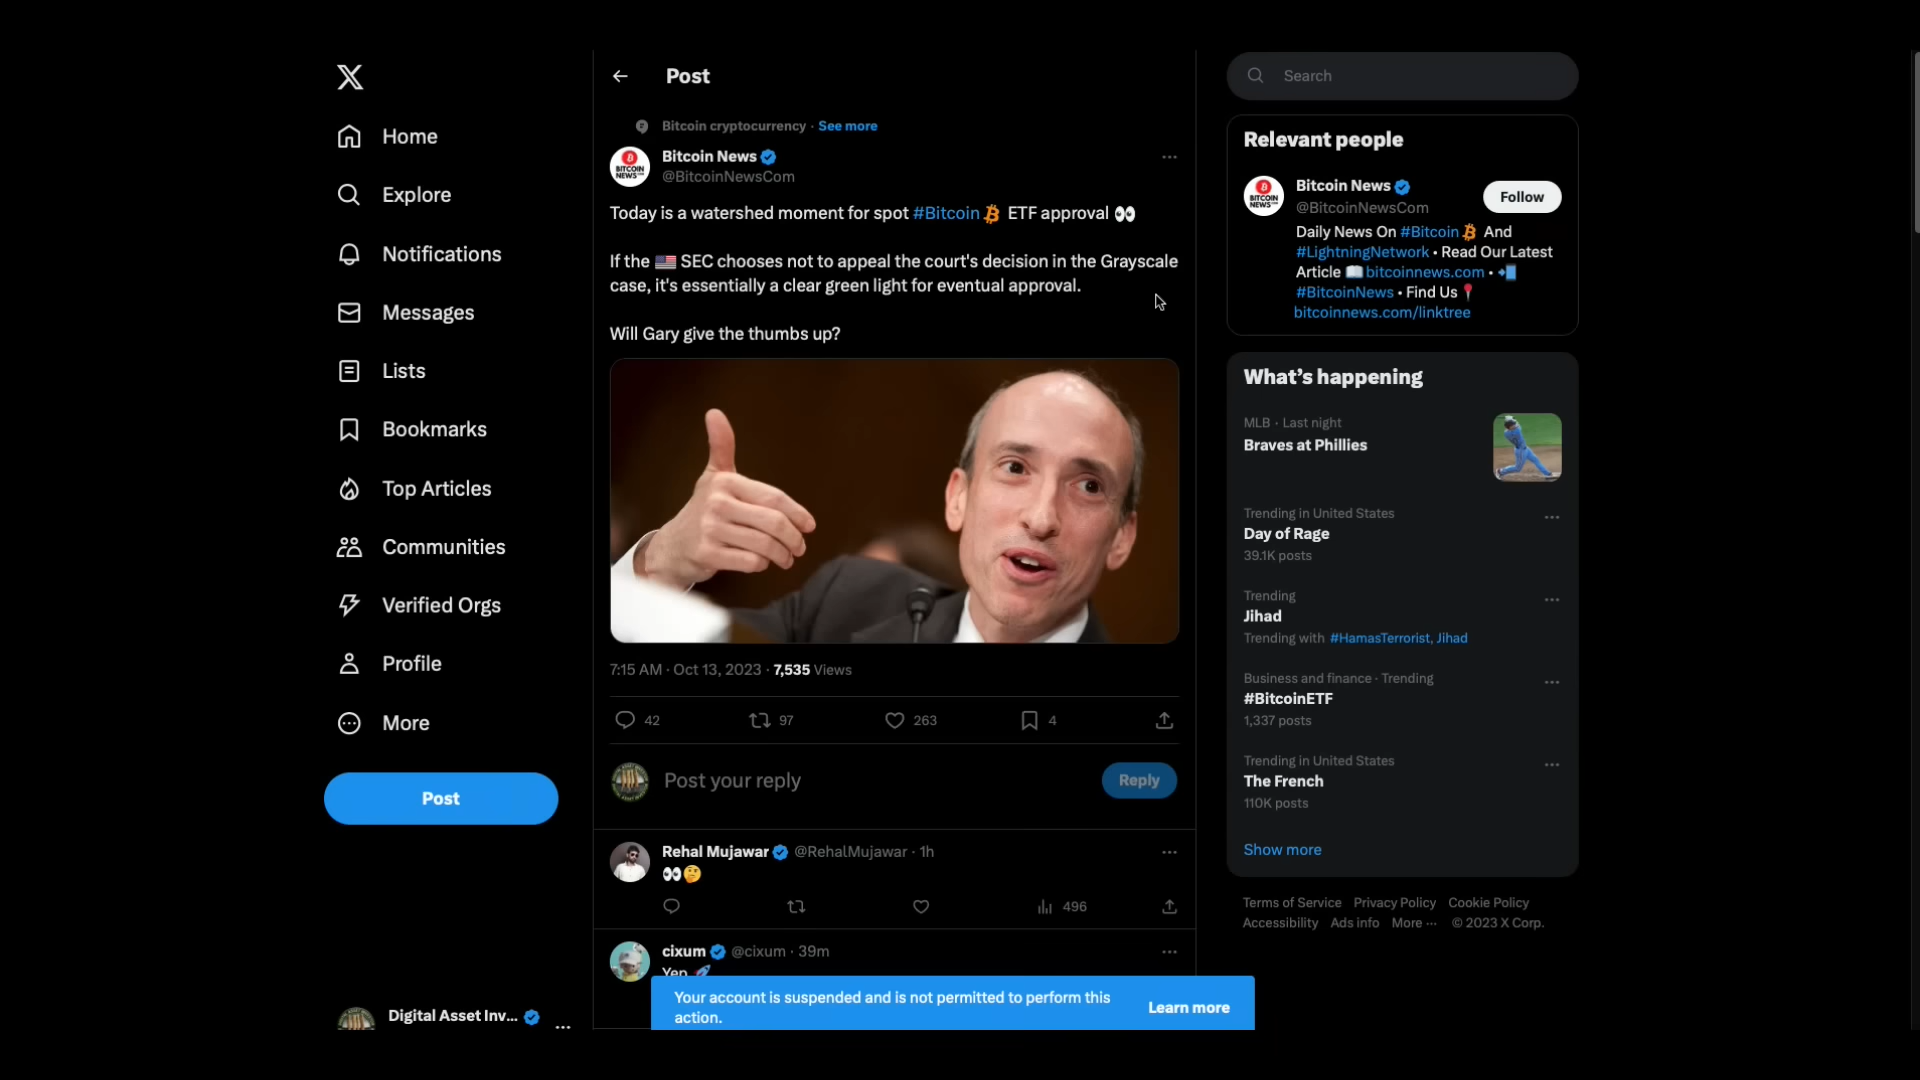 Home
Explore
Notifications
Messages
Lists
Bookmarks
Top Articles
Communities
Verified Orgs
Profile
More
Post
Digital Asset Inv...
Post
Bitcoin cryptocurrency · See more
Bitcoin News
@BitcoinNewsCom
Today is a watershed moment for spot #Bitcoin ETF approval 👀
If the 🇺🇸 SEC chooses not to appeal the court's decision in the Grayscale
case, it's essentially a clear green light for eventual approval.
Will Gary give the thumbs up?
7:15 AM · Oct 13, 2023 · 7,535 Views
42 97 263 4
Post your reply
Reply
Rehal Mujawar @RehalMujawar · 1h
👀🤔
496
cixum @cixum · 39m
Yep 🚀
Your account is suspended and is not permitted to perform this
action.
Learn more
Search
Relevant people
Bitcoin News
@BitcoinNewsCom
Follow
Daily News On #Bitcoin And
#LightningNetwork • Read Our Latest
Article 📖 bitcoinnews.com • 📲
#BitcoinNews • Find Us 📍
bitcoinnews.com/linktree
What's happening
MLB · Last night
Braves at Phillies
Trending in United States
Day of Rage
39.1K posts
Trending
Jihad
Trending with #HamasTerrorist, Jihad
Business and finance · Trending
#BitcoinETF
1,337 posts
Trending in United States
The French
110K posts
Show more
Terms of Service Privacy Policy Cookie Policy
Accessibility Ads info More ... © 2023 X Corp.